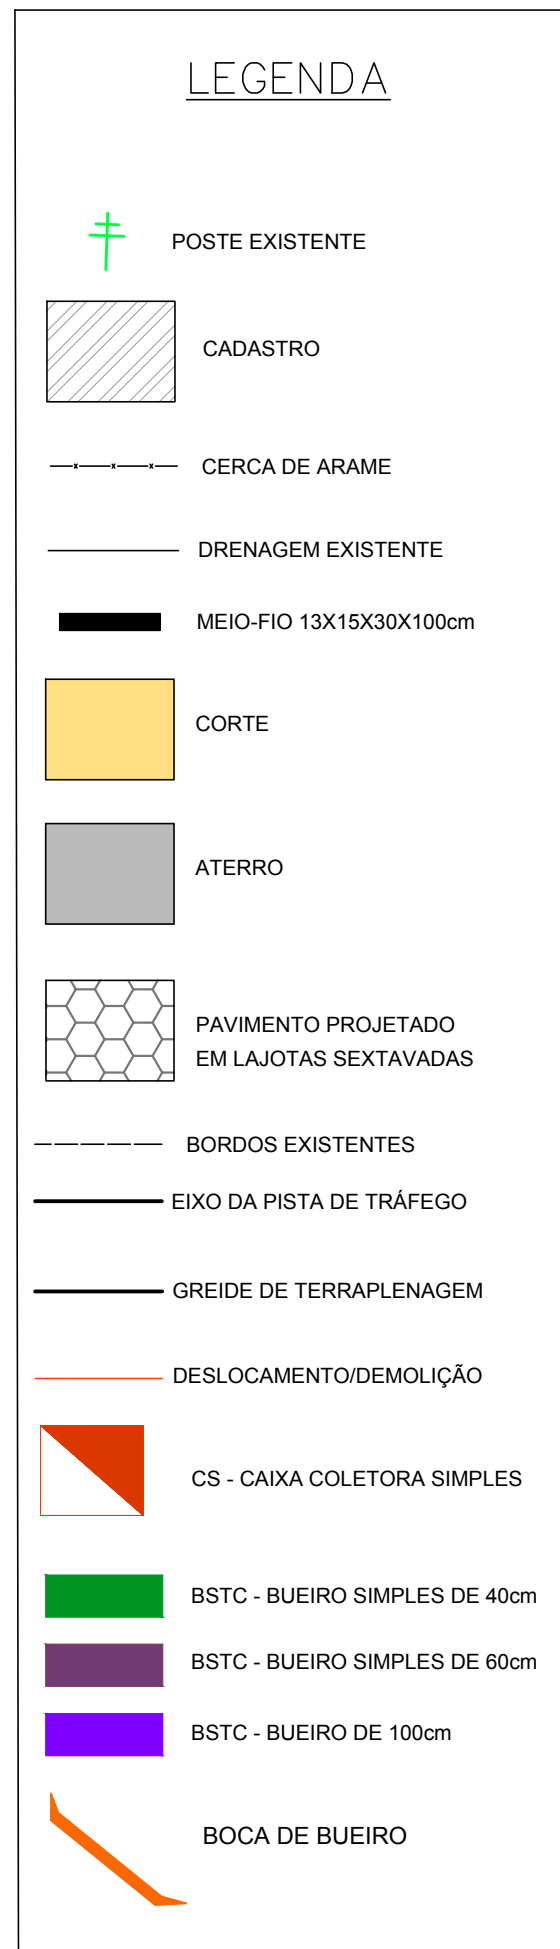 LEGENDA
POSTE EXISTENTE
CADASTRO
CERCA DE ARAME
DRENAGEM EXISTENTE
MEIO-FIO 13X15X30X100cm
CORTE
ATERRO
PAVIMENTO PROJETADO
EM LAJOTAS SEXTAVADAS
BORDOS EXISTENTES
EIXO DA PISTA DE TRÁFEGO
GREIDE DE TERRAPLENAGEM
DESLOCAMENTO/DEMOLIÇÃO
CS - CAIXA COLETORA SIMPLES
BSTC - BUEIRO SIMPLES DE 40cm
BSTC - BUEIRO SIMPLES DE 60cm
BSTC - BUEIRO DE 100cm
BOCA DE BUEIRO